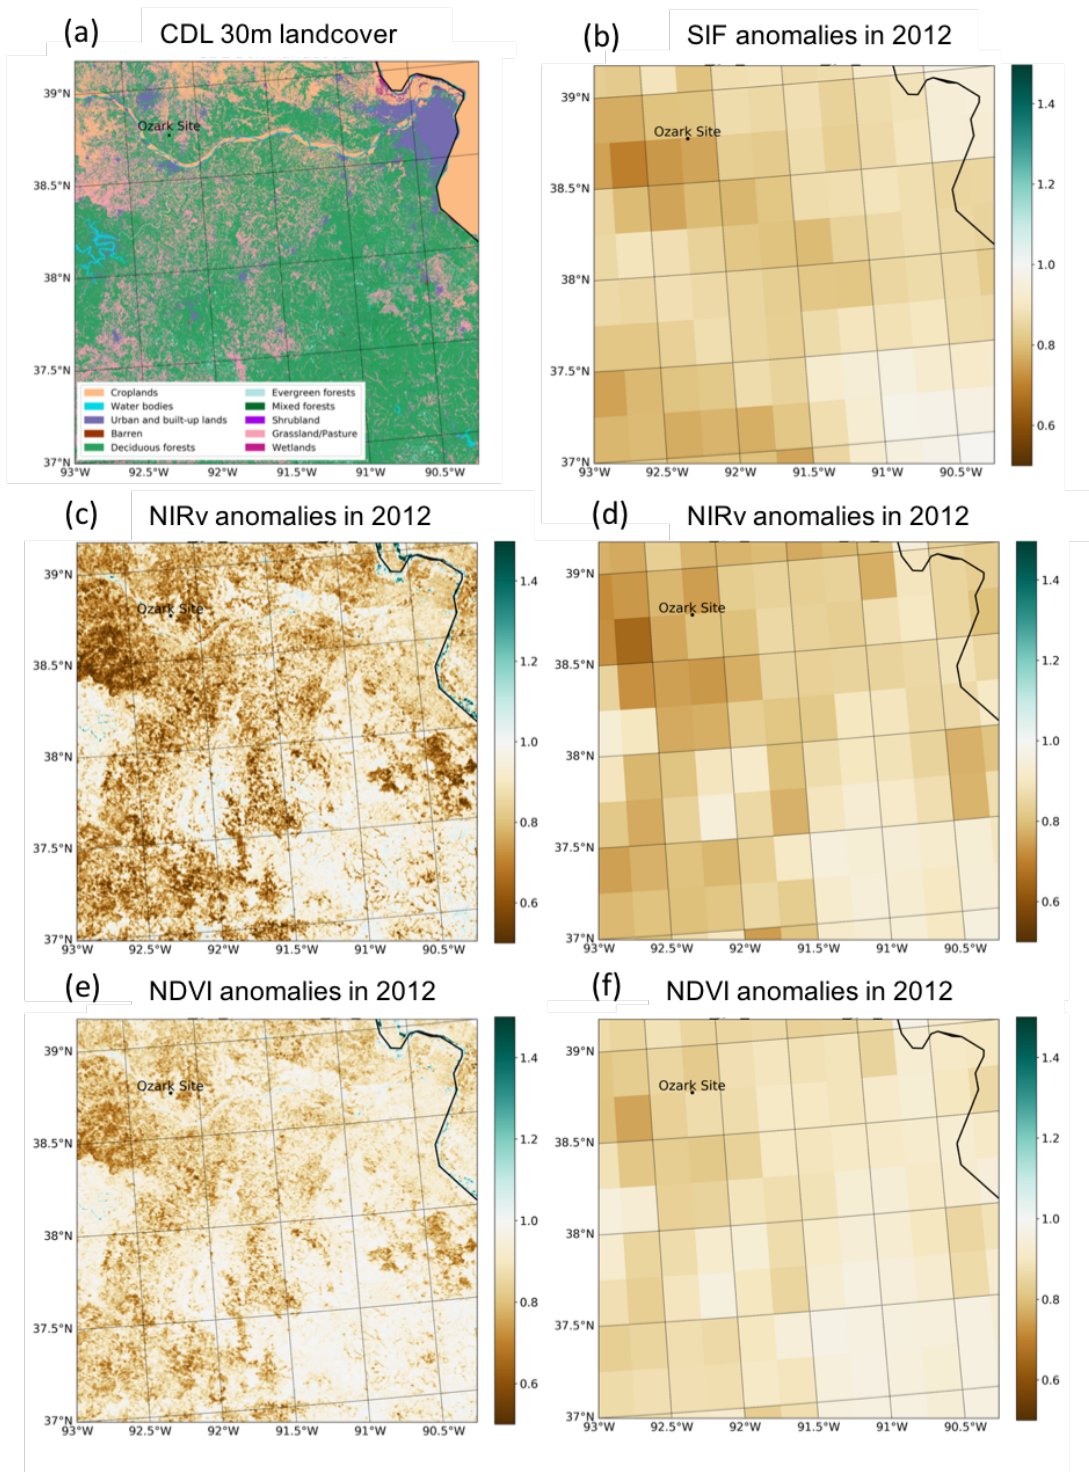 (a) CDL 30m landcover
39°N
Ozark Site
38.5°N
38°N
37.5°N
Croplands
Water bodies
Urban and built-up lands
Barren
Deciduous forests
Evergreen forests
Mixed forests
Shrubland
Grassland/Pasture
Wetlands
37°N
93°W 92.5°W 92°W 91.5°W 91°W 90.5°W
(b) SIF anomalies in 2012
39°N
Ozark Site
38.5°N
38°N
37.5°N
37°N
93°W 92.5°W 92°W 91.5°W 91°W 90.5°W
1.4
1.2
1.0
0.8
0.6
(c) NIRv anomalies in 2012
39°N
Ozark Site
38.5°N
38°N
37.5°N
37°N
93°W 92.5°W 92°W 91.5°W 91°W 90.5°W
1.4
1.2
1.0
0.8
0.6
(d) NIRv anomalies in 2012
39°N
Ozark Site
38.5°N
38°N
37.5°N
37°N
93°W 92.5°W 92°W 91.5°W 91°W 90.5°W
1.4
1.2
1.0
0.8
0.6
(e) NDVI anomalies in 2012
39°N
Ozark Site
38.5°N
38°N
37.5°N
37°N
93°W 92.5°W 92°W 91.5°W 91°W 90.5°W
1.4
1.2
1.0
0.8
0.6
(f) NDVI anomalies in 2012
39°N
Ozark Site
38.5°N
38°N
37.5°N
37°N
93°W 92.5°W 92°W 91.5°W 91°W 90.5°W
1.4
1.2
1.0
0.8
0.6